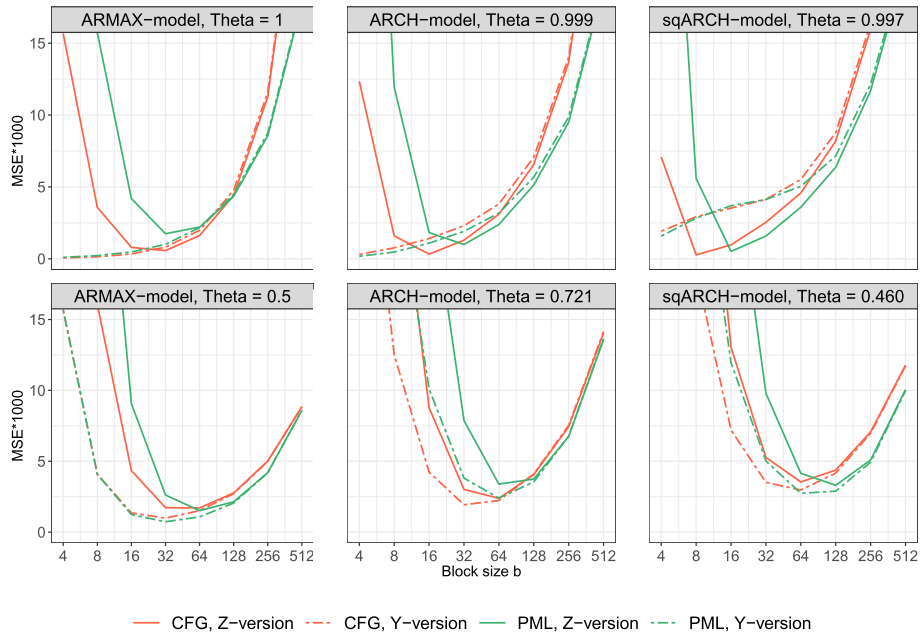 ARMAX−model, Theta = 1
ARCH−model, Theta = 0.999
sqARCH−model, Theta = 0.997
15
10
5
0
MSE*1000
ARMAX−model, Theta = 0.5
ARCH−model, Theta = 0.721
sqARCH−model, Theta = 0.460
15
10
5
0
MSE*1000
4 8 16 32 64 128 256 512
4 8 16 32 64 128 256 512
4 8 16 32 64 128 256 512
Block size b
CFG, Z−version CFG, Y−version PML, Z−version PML, Y−version